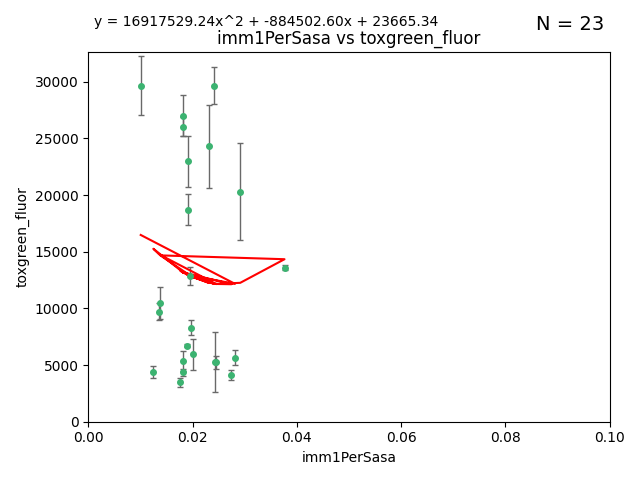 y = 16917529.24x^2 + -884502.60x + 23665.34
N = 23
imm1PerSasa vs toxgreen_fluor
30000
25000
20000
15000
10000
5000
0
toxgreen_fluor
0.00 0.02 0.04 0.06 0.08 0.10
imm1PerSasa